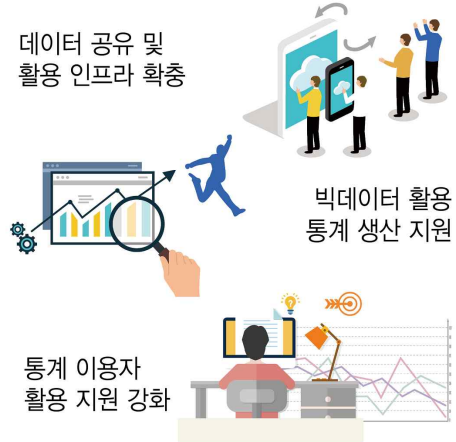 데이터 공유 및
활용 인프라 확충
빅데이터 활용
통계 생산 지원
통계 이용자
활용 지원 강화